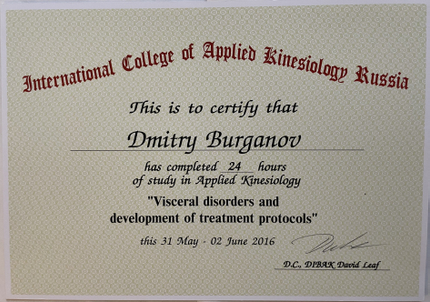 International College of Applied Kinesiology Russia
This is to certify that
Dmitry Burganov
has completed 24 hours
of study in Applied Kinesiology
"Visceral disorders and
development of treatment protocols"
this 31 May - 02 June 2016
D.C., DIBAK David Leaf